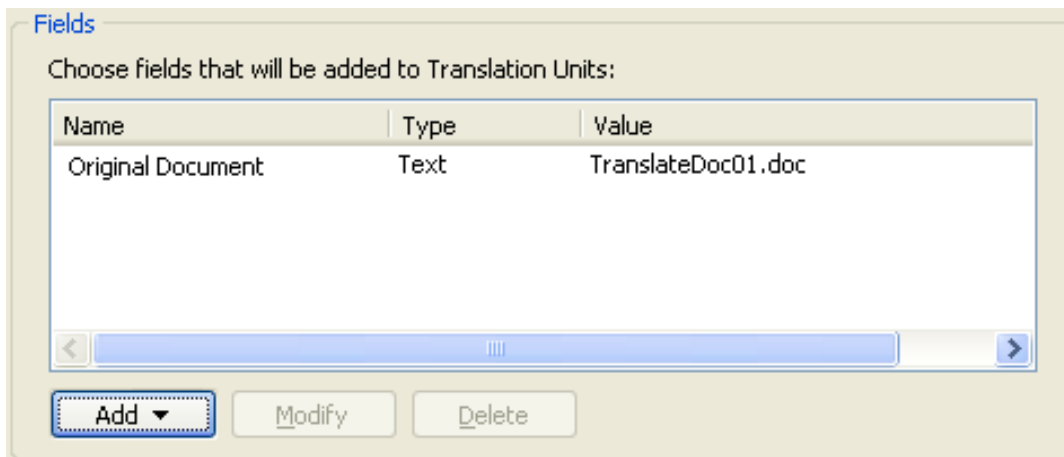 Fields
Choose fields that will be added to Translation Units:
Name Type Value
Original Document Text TranslateDoc01.doc
Add Modify Delete